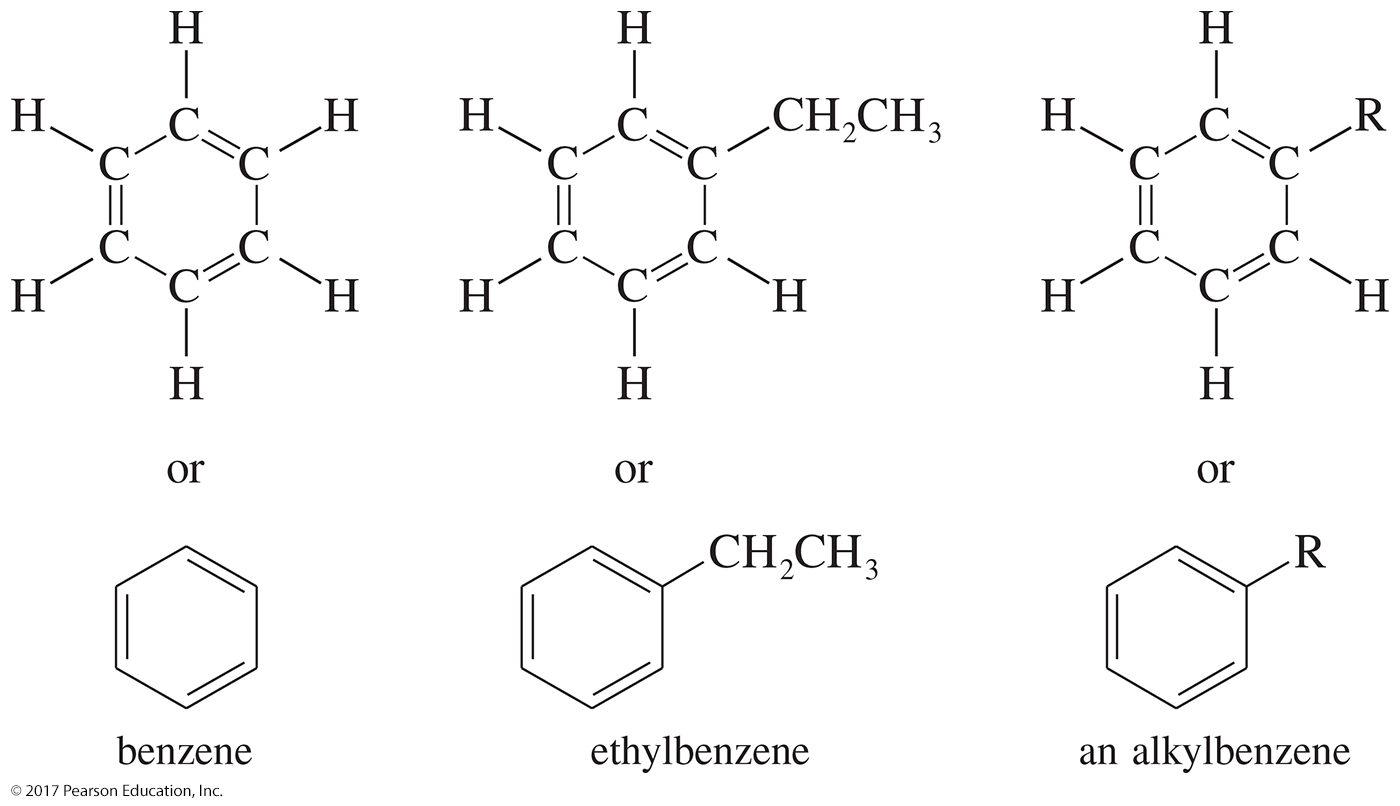 H H H
H H H CH₂CH₃ H R
C C C
C C C C C C
C C C C C C
C C C
H H H H H H
H H H
or or or
CH₂CH₃ R
benzene ethylbenzene an alkylbenzene
© 2017 Pearson Education, Inc.